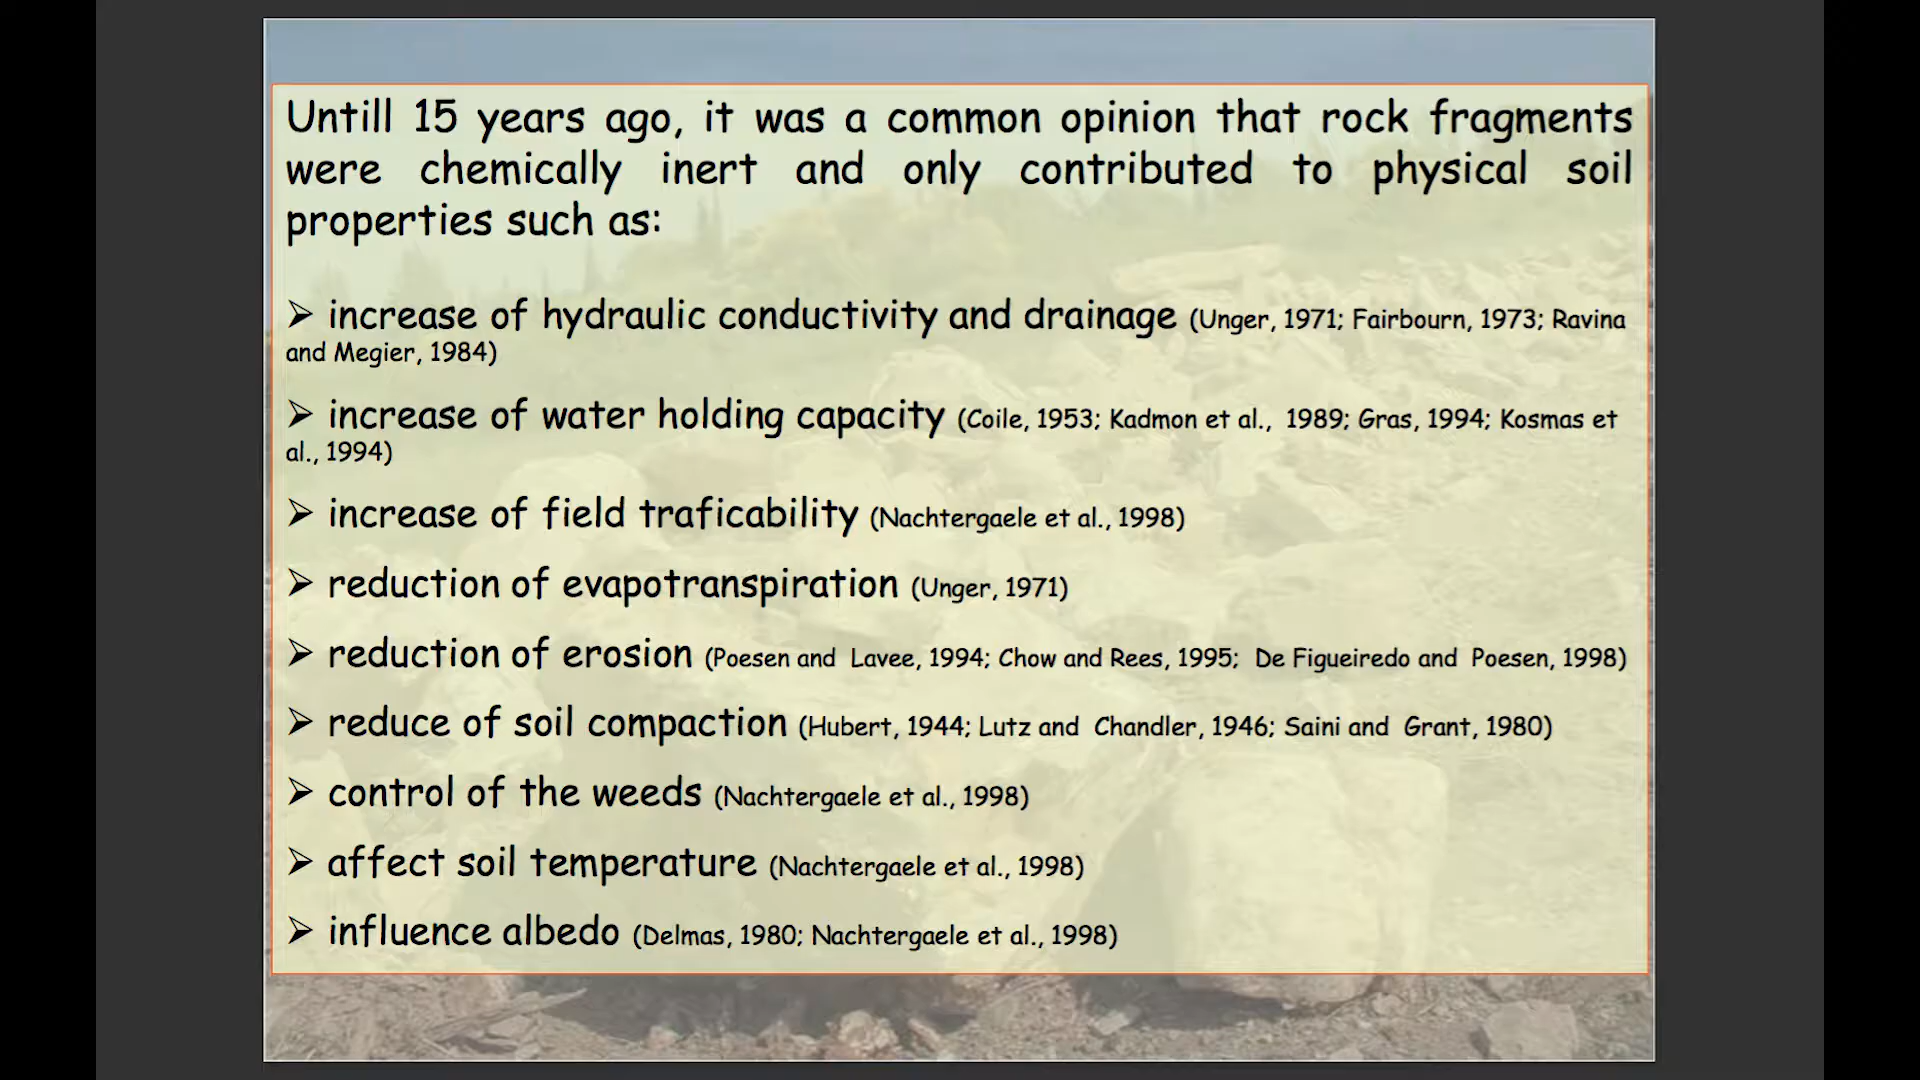 Untill 15 years ago, it was a common opinion that rock fragments
were chemically inert and only contributed to physical soil
properties such as:
➢ increase of hydraulic conductivity and drainage (Unger, 1971; Fairbourn, 1973; Ravina
and Megier, 1984)
➢ increase of water holding capacity (Coile, 1953; Kadmon et al., 1989; Gras, 1994; Kosmas et
al., 1994)
➢ increase of field traficability (Nachtergaele et al., 1998)
➢ reduction of evapotranspiration (Unger, 1971)
➢ reduction of erosion (Poesen and Lavee, 1994; Chow and Rees, 1995; De Figueiredo and Poesen, 1998)
➢ reduce of soil compaction (Hubert, 1944; Lutz and Chandler, 1946; Saini and Grant, 1980)
➢ control of the weeds (Nachtergaele et al., 1998)
➢ affect soil temperature (Nachtergaele et al., 1998)
➢ influence albedo (Delmas, 1980; Nachtergaele et al., 1998)